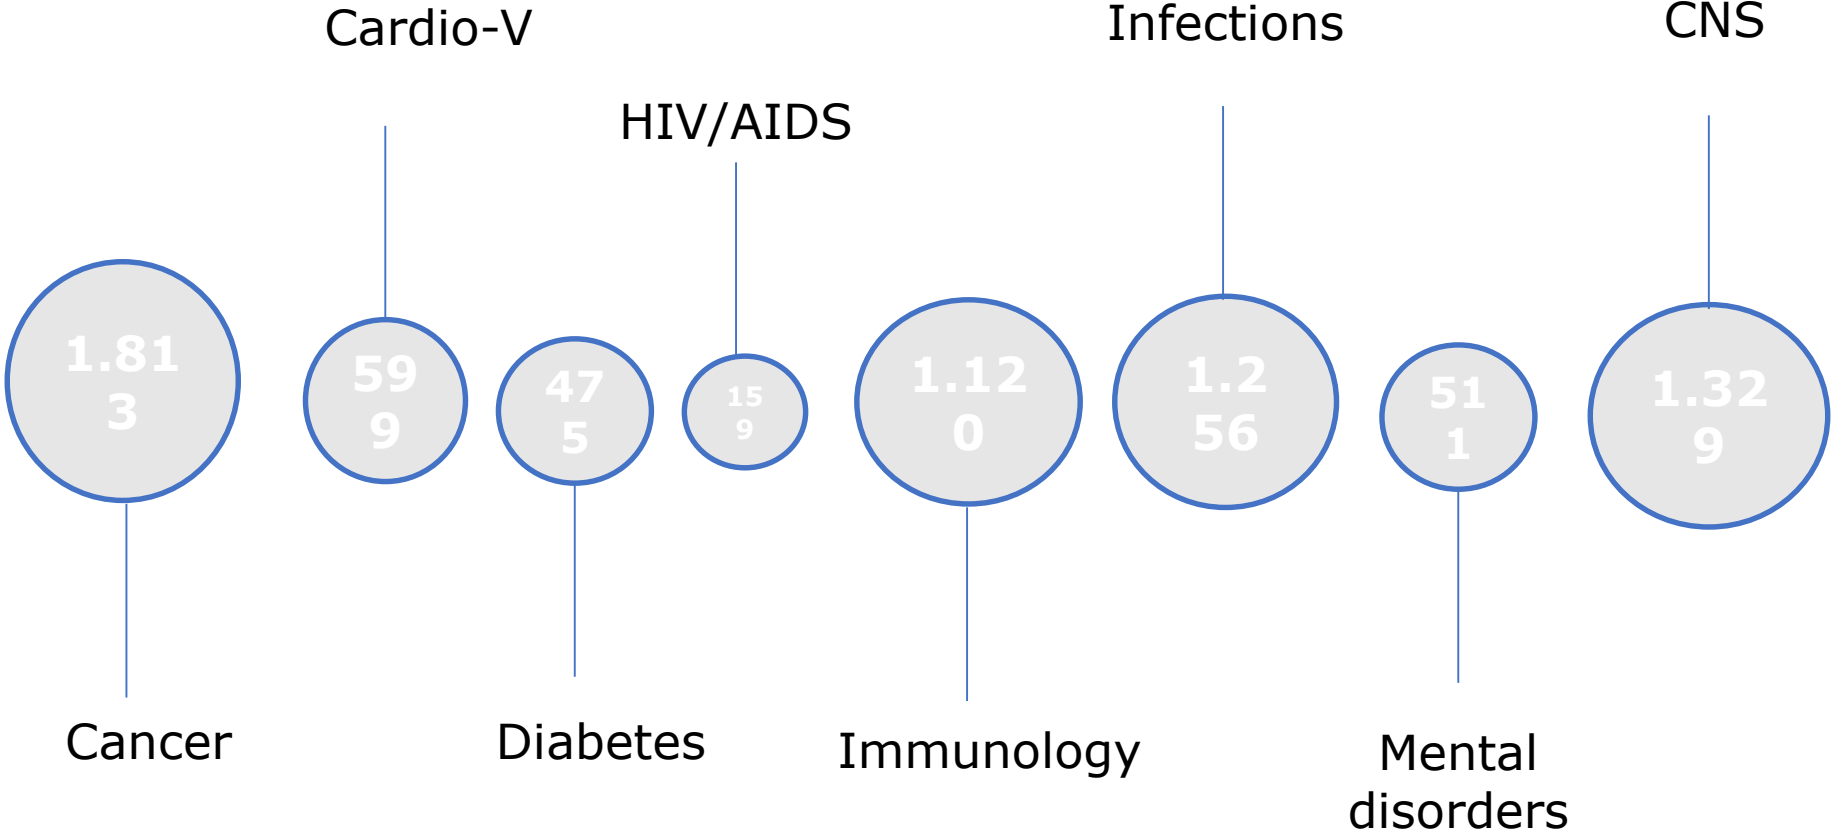 Cardio-V
Infections
CNS
HIV/AIDS
1.81
3
59
9
47
5
15
9
1.12
0
1.2
56
51
1
1.32
9
Cancer
Diabetes
Immunology
Mental
disorders